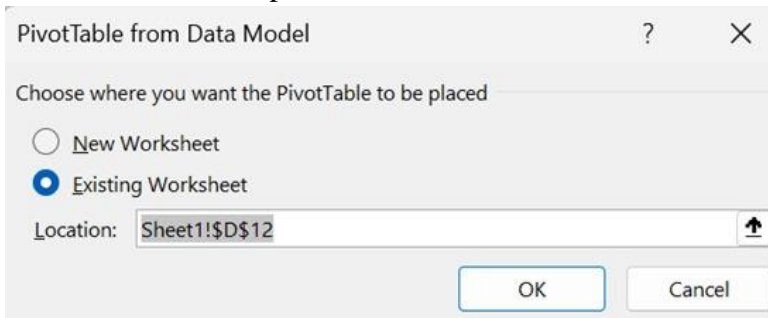 PivotTable from Data Model ?
Choose where you want the PivotTable to be placed
New Worksheet
Existing Worksheet
Location: Sheet1!$D$12
OK Cancel